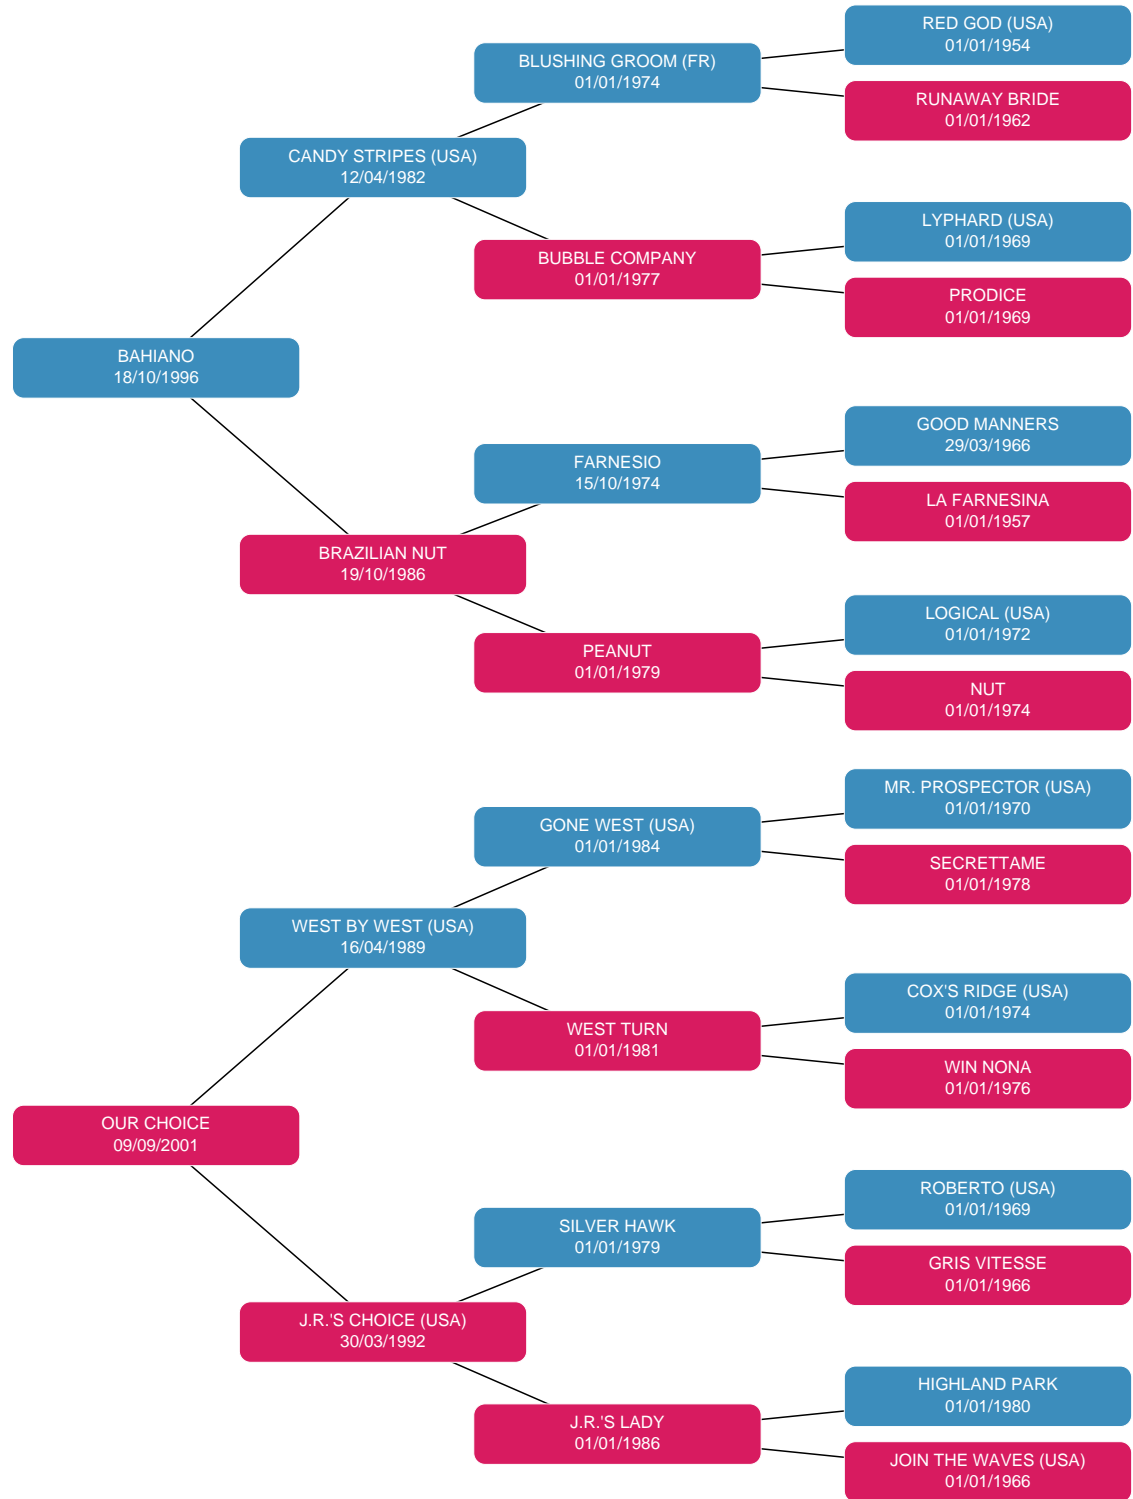 RED GOD (USA)
01/01/1954
BLUSHING GROOM (FR)
01/01/1974
RUNAWAY BRIDE
01/01/1962
CANDY STRIPES (USA)
12/04/1982
LYPHARD (USA)
01/01/1969
BUBBLE COMPANY
01/01/1977
PRODICE
01/01/1969
BAHIANO
18/10/1996
GOOD MANNERS
29/03/1966
FARNESIO
15/10/1974
LA FARNESINA
01/01/1957
BRAZILIAN NUT
19/10/1986
LOGICAL (USA)
01/01/1972
PEANUT
01/01/1979
NUT
01/01/1974
MR. PROSPECTOR (USA)
01/01/1970
GONE WEST (USA)
01/01/1984
SECRETTAME
01/01/1978
WEST BY WEST (USA)
16/04/1989
COX'S RIDGE (USA)
01/01/1974
WEST TURN
01/01/1981
WIN NONA
01/01/1976
OUR CHOICE
09/09/2001
ROBERTO (USA)
01/01/1969
SILVER HAWK
01/01/1979
GRIS VITESSE
01/01/1966
J.R.'S CHOICE (USA)
30/03/1992
HIGHLAND PARK
01/01/1980
J.R.'S LADY
01/01/1986
JOIN THE WAVES (USA)
01/01/1966